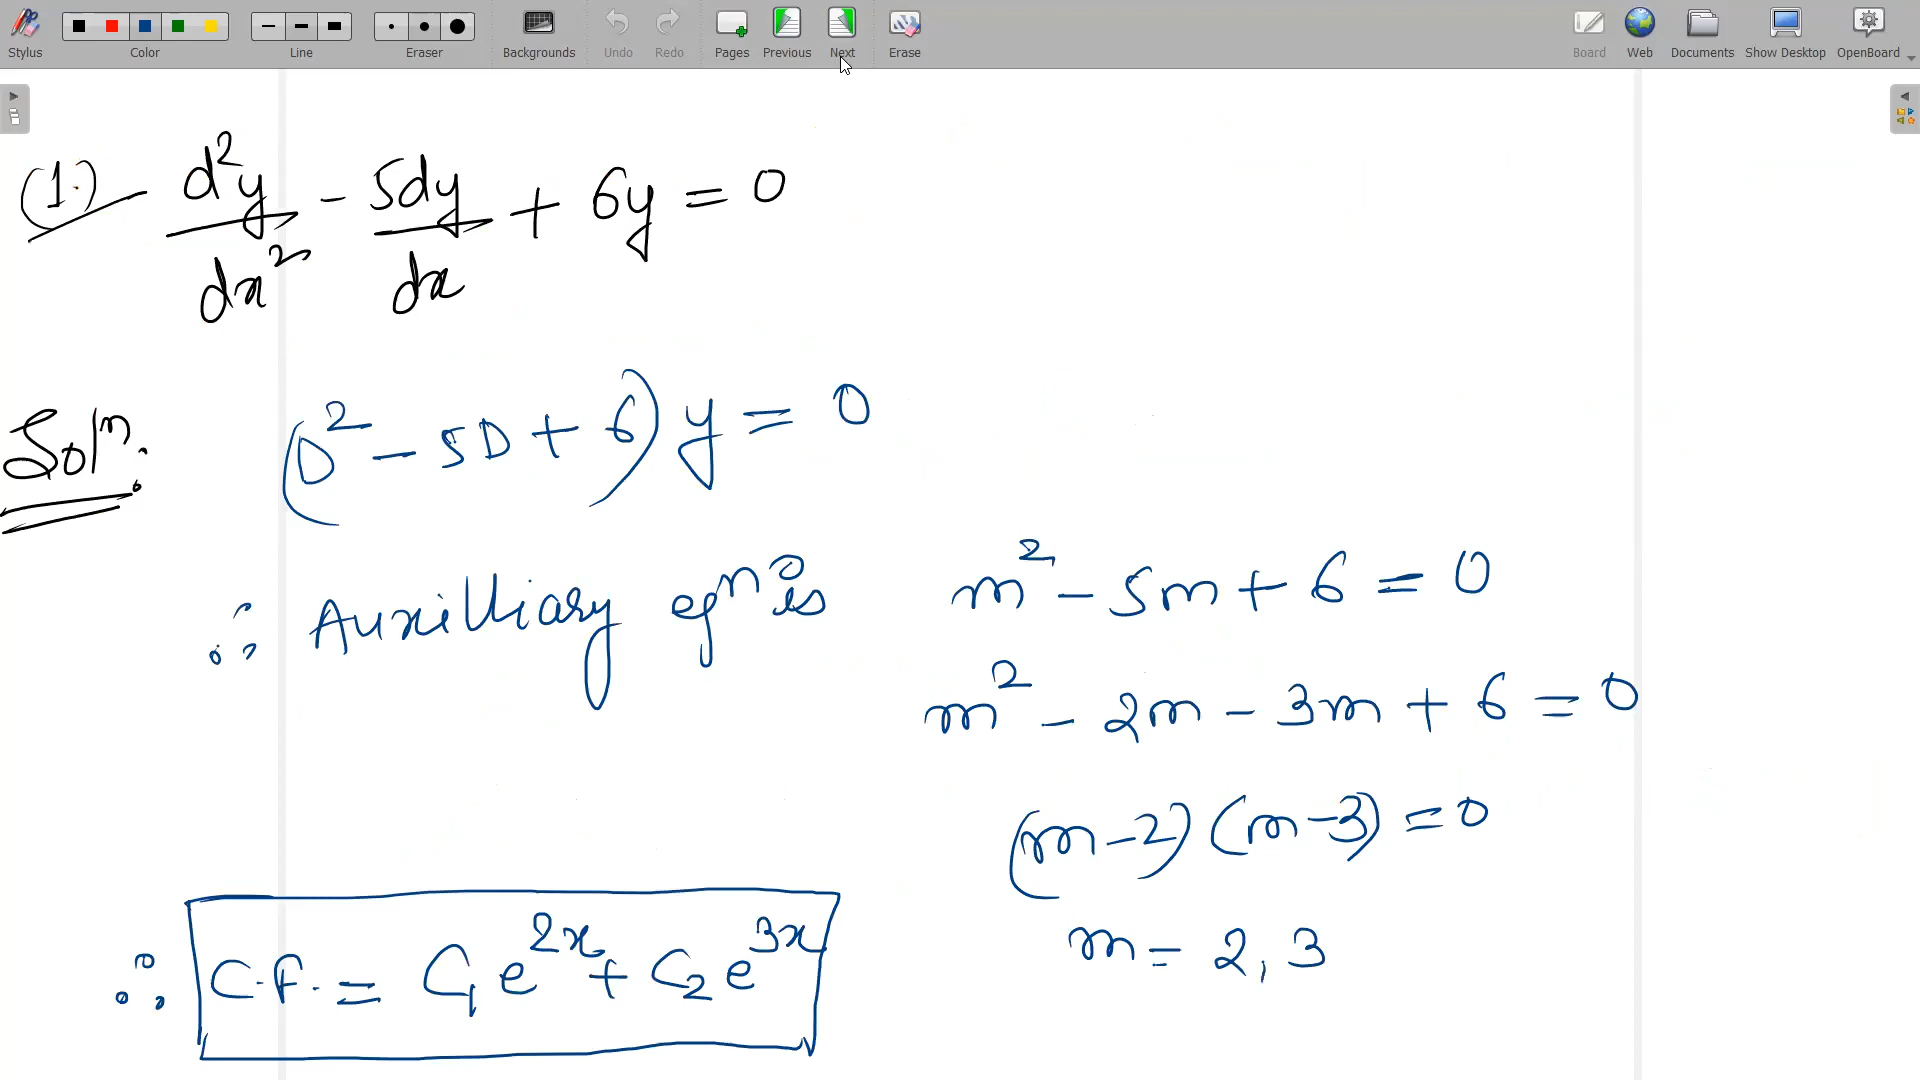 Stylus Color Line Eraser Backgrounds Undo Redo Pages Previous Next Erase Board Web Documents Show Desktop OpenBoard
(1.) d²y/dx² - 5dy/dx + 6y = 0
Solⁿ. (D² - 5D + 6) y = 0
∴ Auxilliary eqⁿ is m² - 5m + 6 = 0
m² - 2m - 3m + 6 = 0
(m-2) (m-3) = 0
m = 2, 3
∴ C.F. = C₁ e^2x + C₂ e^3x